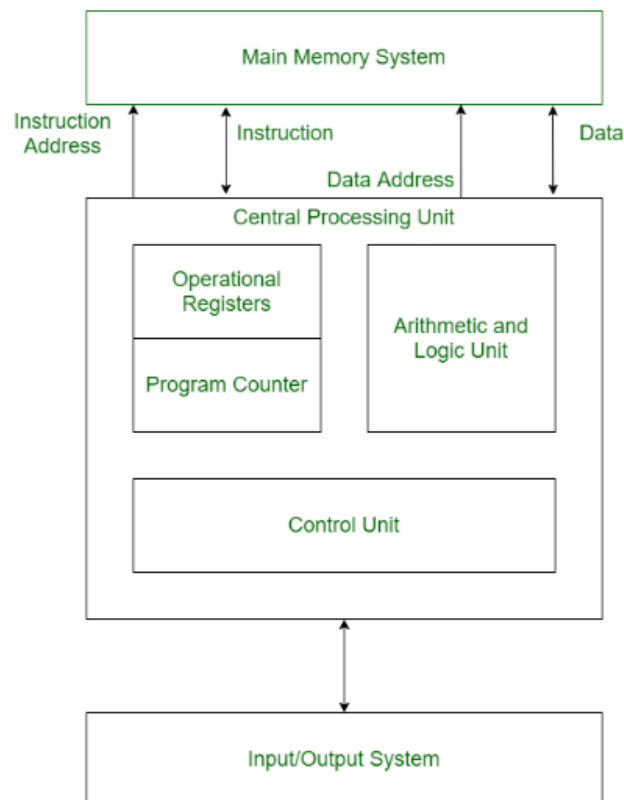 Main Memory System
Instruction
Address
Instruction
Data Address
Data
Central Processing Unit
Operational
Registers
Arithmetic and
Logic Unit
Program Counter
Control Unit
Input/Output System